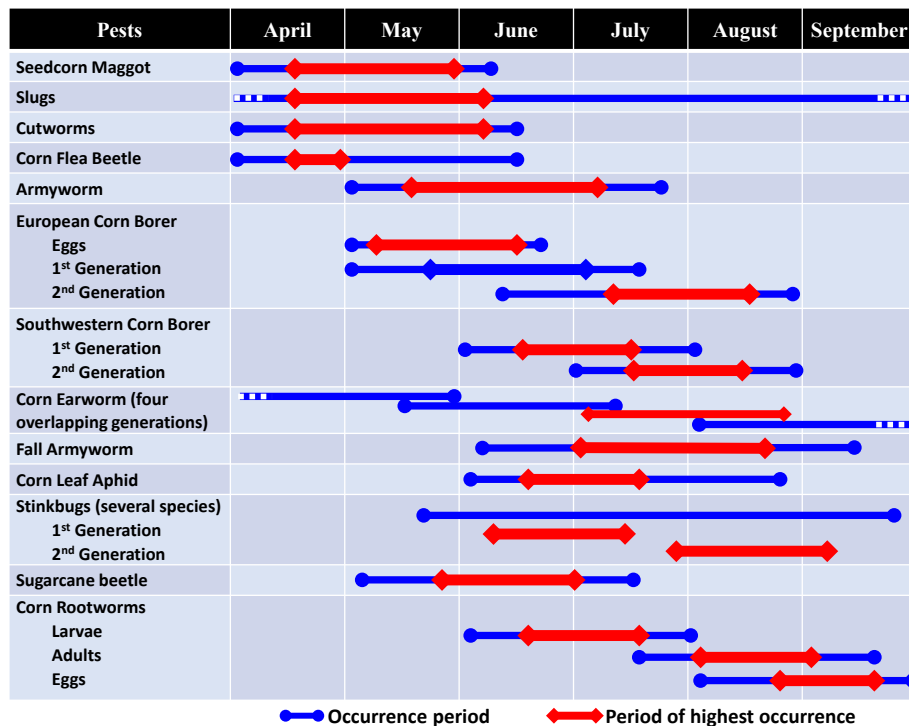 Pests April May June July August September
Seedcorn Maggot
Slugs
Cutworms
Corn Flea Beetle
Armyworm
European Corn Borer
Eggs
1st Generation
2nd Generation
Southwestern Corn Borer
1st Generation
2nd Generation
Corn Earworm (four
overlapping generations)
Fall Armyworm
Corn Leaf Aphid
Stinkbugs (several species)
1st Generation
2nd Generation
Sugarcane beetle
Corn Rootworms
Larvae
Adults
Eggs
Occurrence period Period of highest occurrence